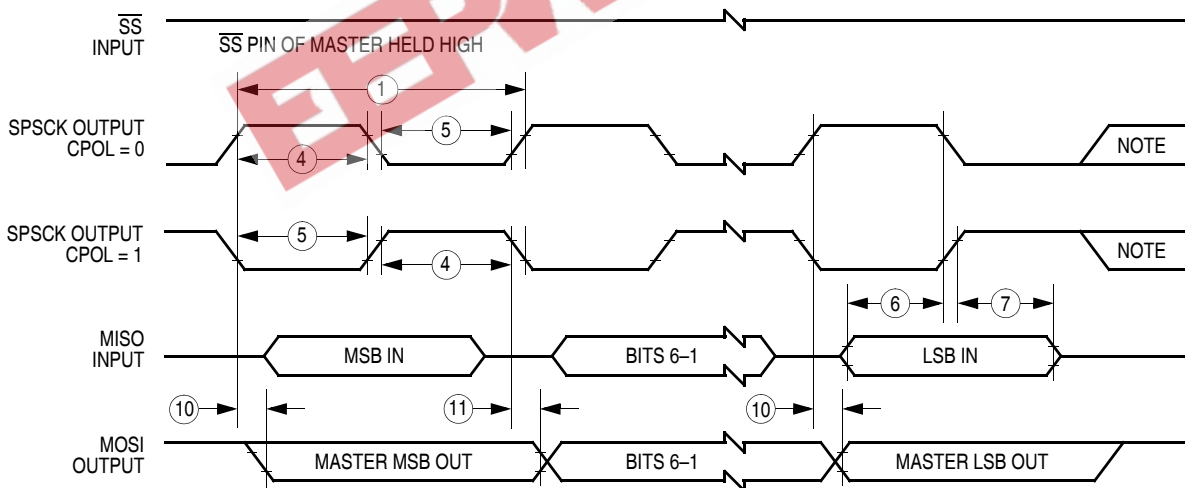 SS
INPUT
SS PIN OF MASTER HELD HIGH
1
SPSCK OUTPUT
CPOL = 0
5
4
NOTE
SPSCK OUTPUT
CPOL = 1
5
4
NOTE
6
7
MISO
INPUT
MSB IN
BITS 6–1
LSB IN
10
11
10
MOSI
OUTPUT
MASTER MSB OUT
BITS 6–1
MASTER LSB OUT